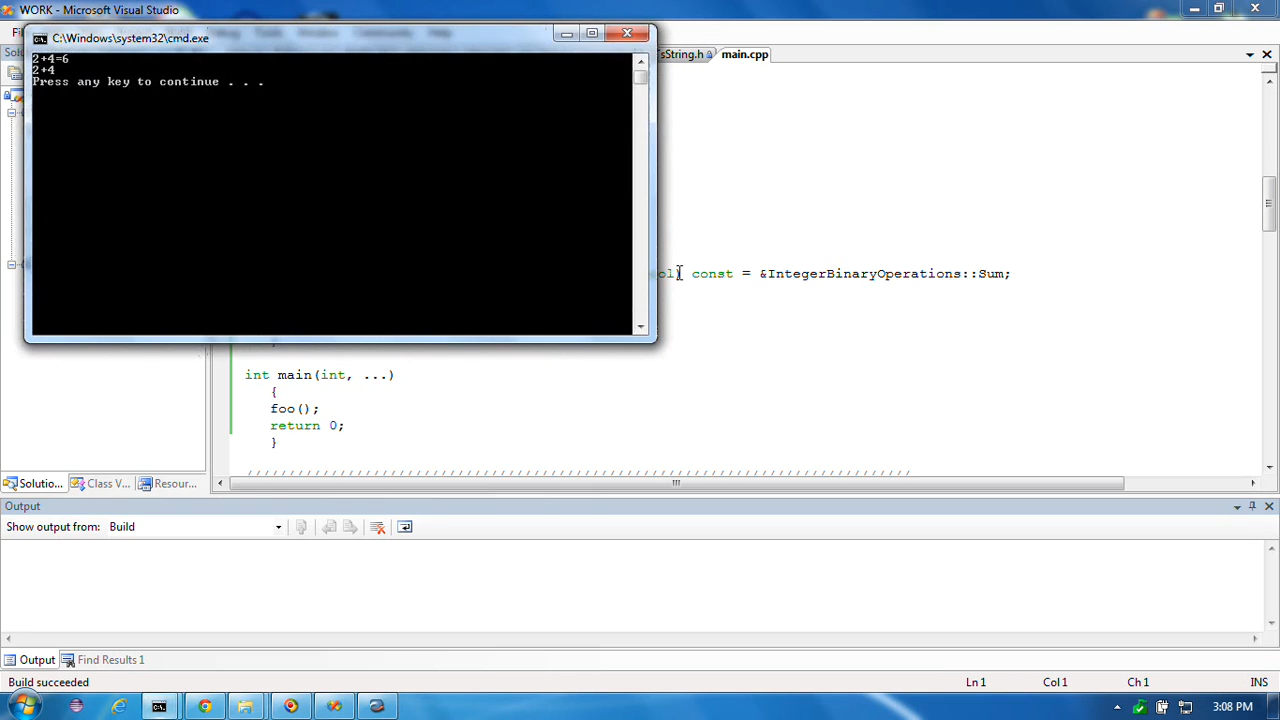 WORK - Microsoft Visual Studio
C:\Windows\system32\cmd.exe
2+4=6
2+4
Press any key to continue . . .
TsString.h
main.cpp
ol) const = &IntegerBinaryOperations::Sum;
int main(int, ...)
{
foo();
return 0;
}
///////////////////////////////////////////////////////////////////////////////
Solutio...
Class V...
Resour...
Output
Show output from:
Build
Output
Find Results 1
Build succeeded
Ln 1
Col 1
Ch 1
INS
3:08 PM